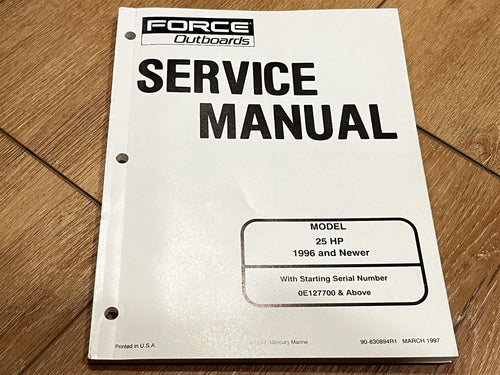 FORCE
Outboards
SERVICE
MANUAL
MODEL
25 HP
1996 and Newer
With Starting Serial Number
0E127700 & Above
Printed in U.S.A.
Mercury Marine
90-830894R1 MARCH 1997